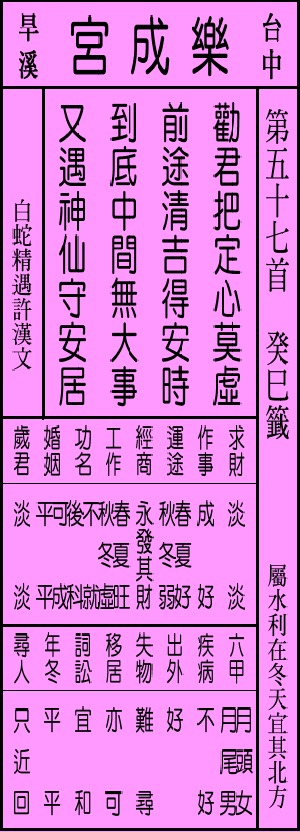 台中
樂成宮
旱溪
第五十七首 癸巳籤 屬水利在冬天宜其北方
勸君把定心莫虛
前途清吉得安時
到底中間無大事
又遇神仙守安居
白蛇精遇許漢文
求財 淡淡
作事 成好
運途 春夏好
秋冬弱
經商 永發其財
工作 春夏旺
秋冬虛
功名 不就
後科
婚姻 可成
平平
歲君 淡淡
六甲 月頭女
月尾男
疾病 不好
出外 好
失物 難尋
移居 亦可
詞訟 宜和
年冬 平平
尋人 只近回